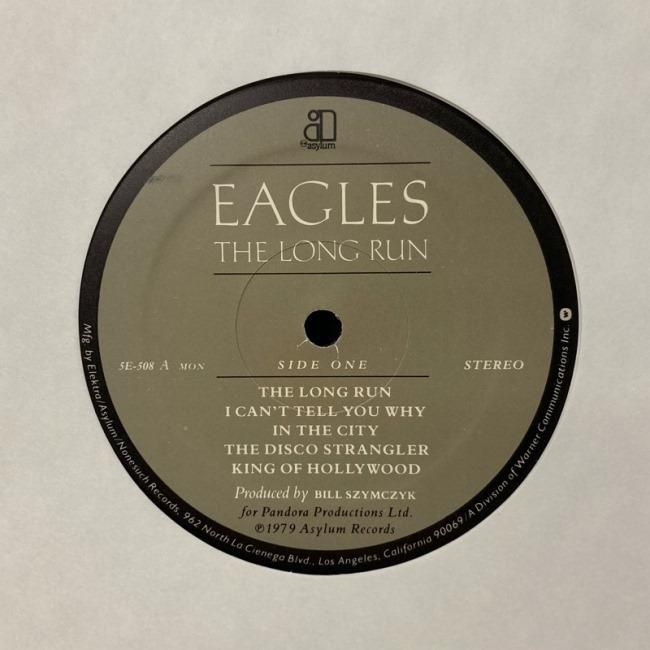 asylum
EAGLES
THE LONG RUN
5E-508 A MON
SIDE ONE
STEREO
THE LONG RUN
I CAN'T TELL YOU WHY
IN THE CITY
THE DISCO STRANGLER
KING OF HOLLYWOOD
Produced by BILL SZYMCZYK
for Pandora Productions Ltd.
℗1979 Asylum Records
Mfg. by Elektra/Asylum/Nonesuch Records, 962 North La Cienega Blvd., Los Angeles, California 90069/A Division of Warner Communications Inc.